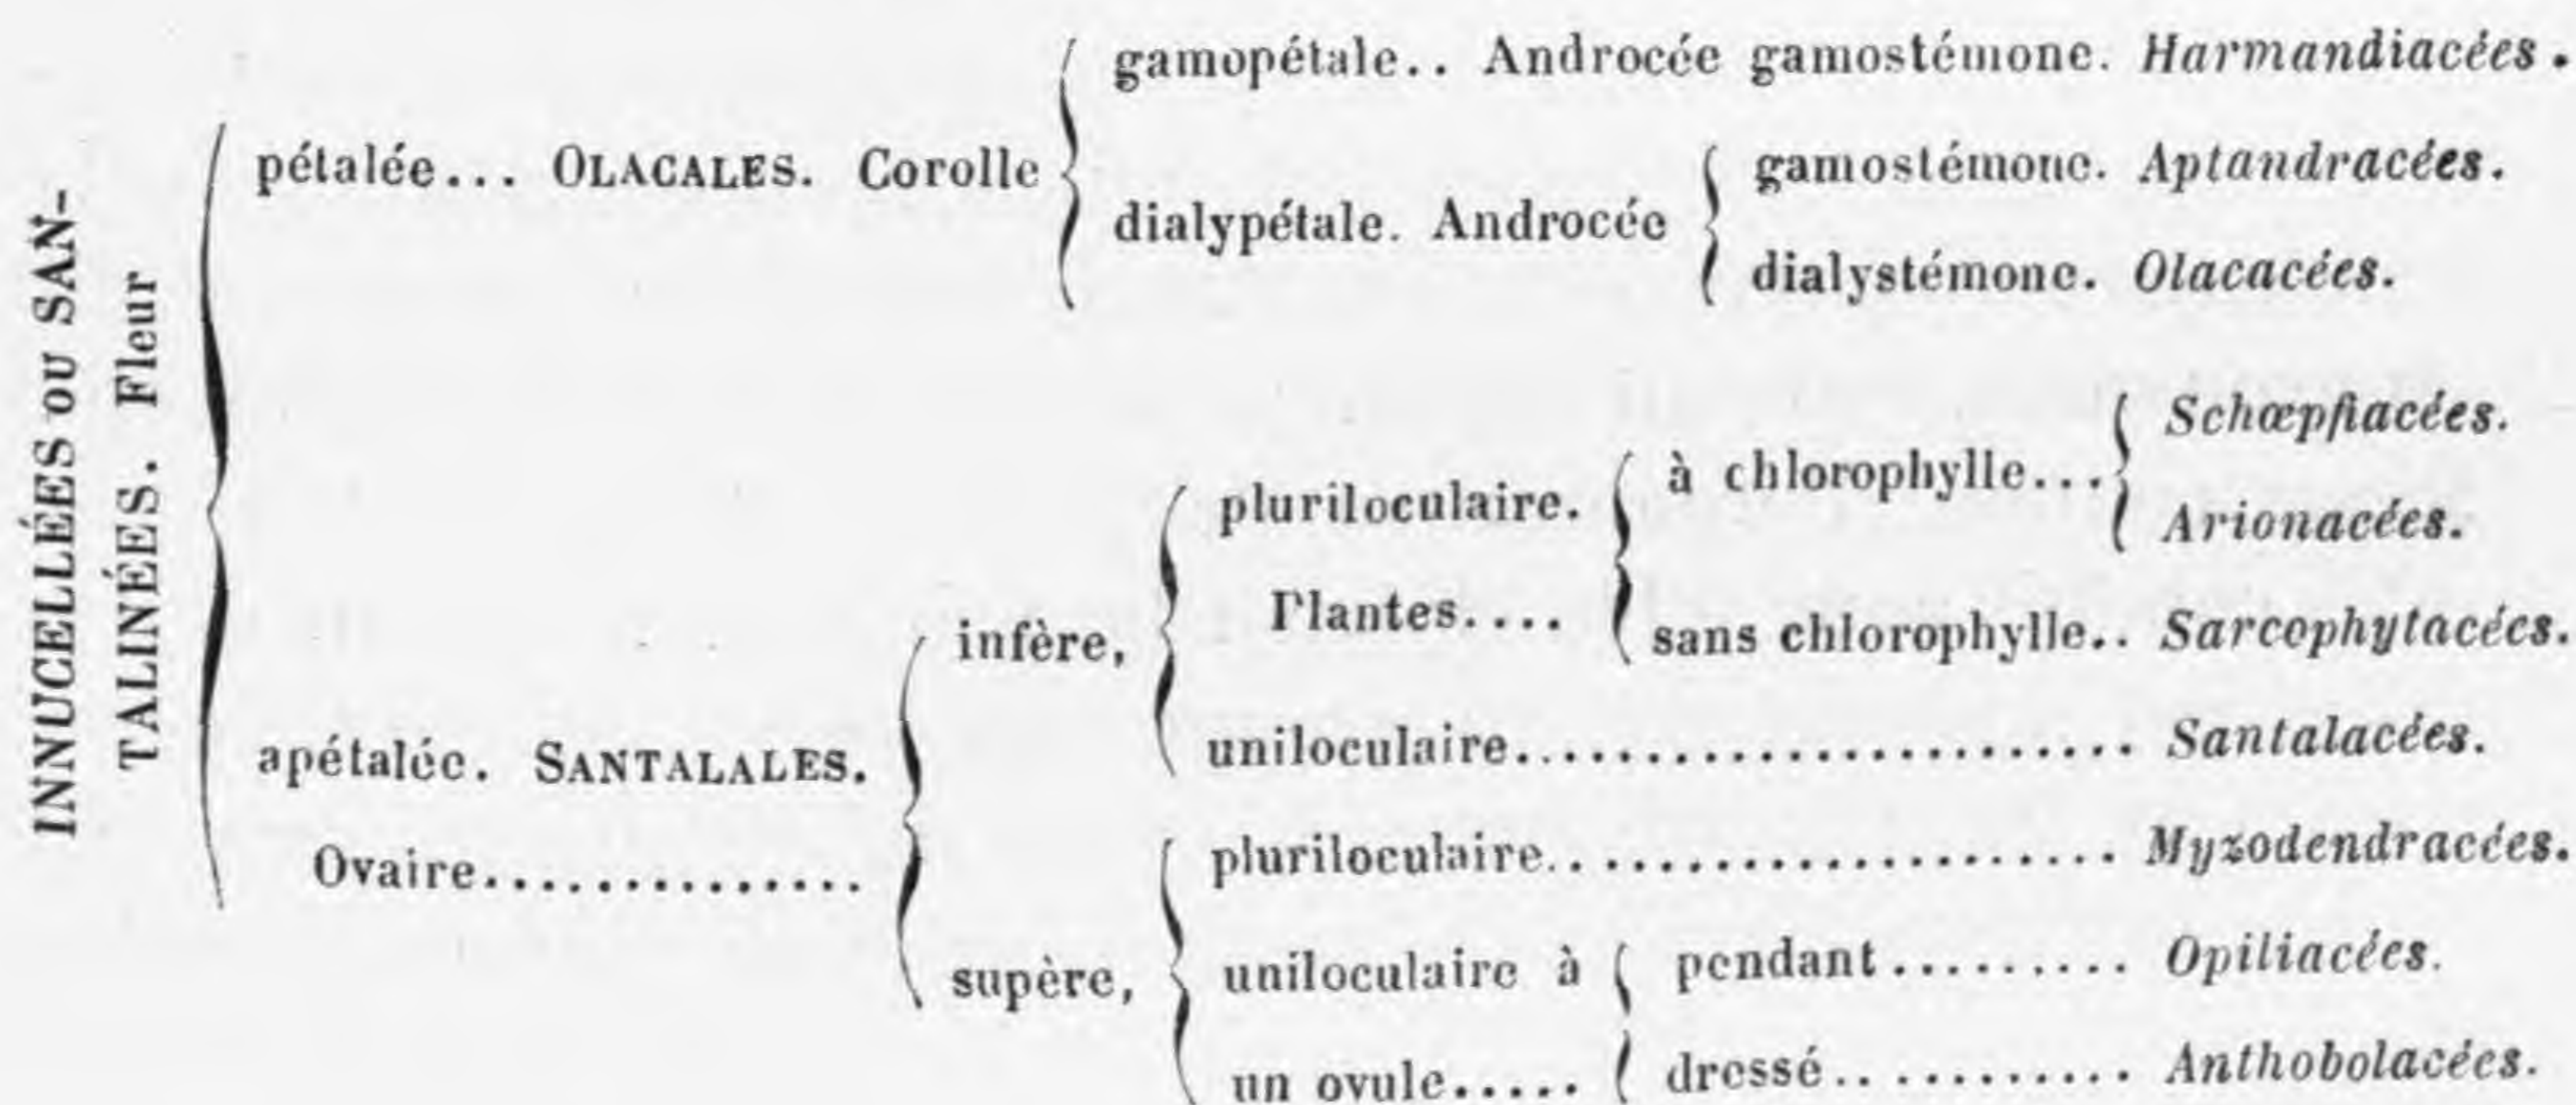 INNUCELLÉES OU SAN-
TALINÉES. Fleur
pétalée... OLACALES. Corolle
gamopétale.. Androcée gamostémone. Harmandiacées.
dialypétale. Androcée
gamostémone. Aptandracées.
dialystémone. Olacacées.
apétalée. SANTALALES.
Ovaire..............
infère,
pluriloculaire.
Plantes....
à chlorophylle...
Schœpfiacées.
Arionacées.
sans chlorophylle.. Sarcophytacées.
uniloculaire....................... Santalacées.
supère,
pluriloculaire..................... Myzodendracées.
uniloculaire à
un ovule.....
pendant......... Opiliacées.
dressé............ Anthobolacées.